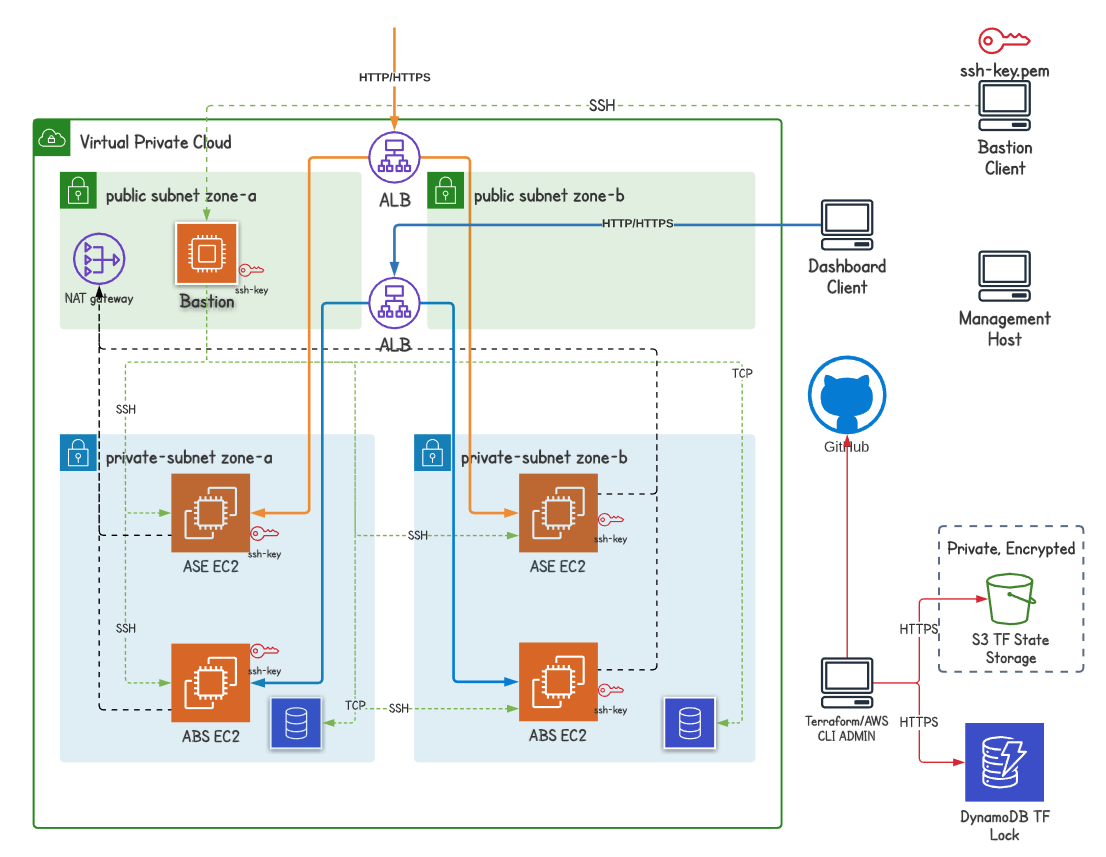 ssh-key.pem
HTTP/HTTPS
SSH
Bastion
Client
Virtual Private Cloud
ALB
public subnet zone-a
public subnet zone-b
HTTP/HTTPS
Dashboard
Client
NAT gateway
ssh-key
Bastion
ALB
Management
Host
TCP
SSH
GitHub
private-subnet zone-a
private-subnet zone-b
ssh-key
SSH
ssh-key
ASE EC2
ASE EC2
Private, Encrypted
SSH
HTTPS
S3 TF State
Storage
ssh-key
TCP
SSH
ssh-key
ABS EC2
ABS EC2
Terraform/AWS
CLI ADMIN
HTTPS
DynamoDB TF
Lock